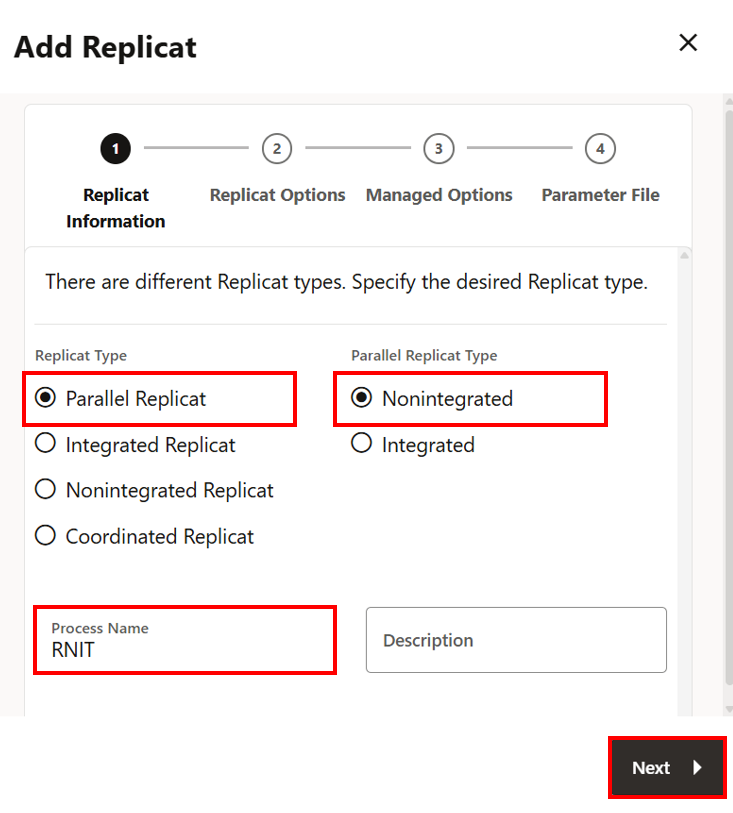 Add Replicat
1
2
3
4
Replicat
Information
Replicat Options
Managed Options
Parameter File
There are different Replicat types. Specify the desired Replicat type.
Replicat Type
Parallel Replicat Type
Parallel Replicat
Nonintegrated
Integrated Replicat
Integrated
Nonintegrated Replicat
Coordinated Replicat
Process Name
RNIT
Description
Next